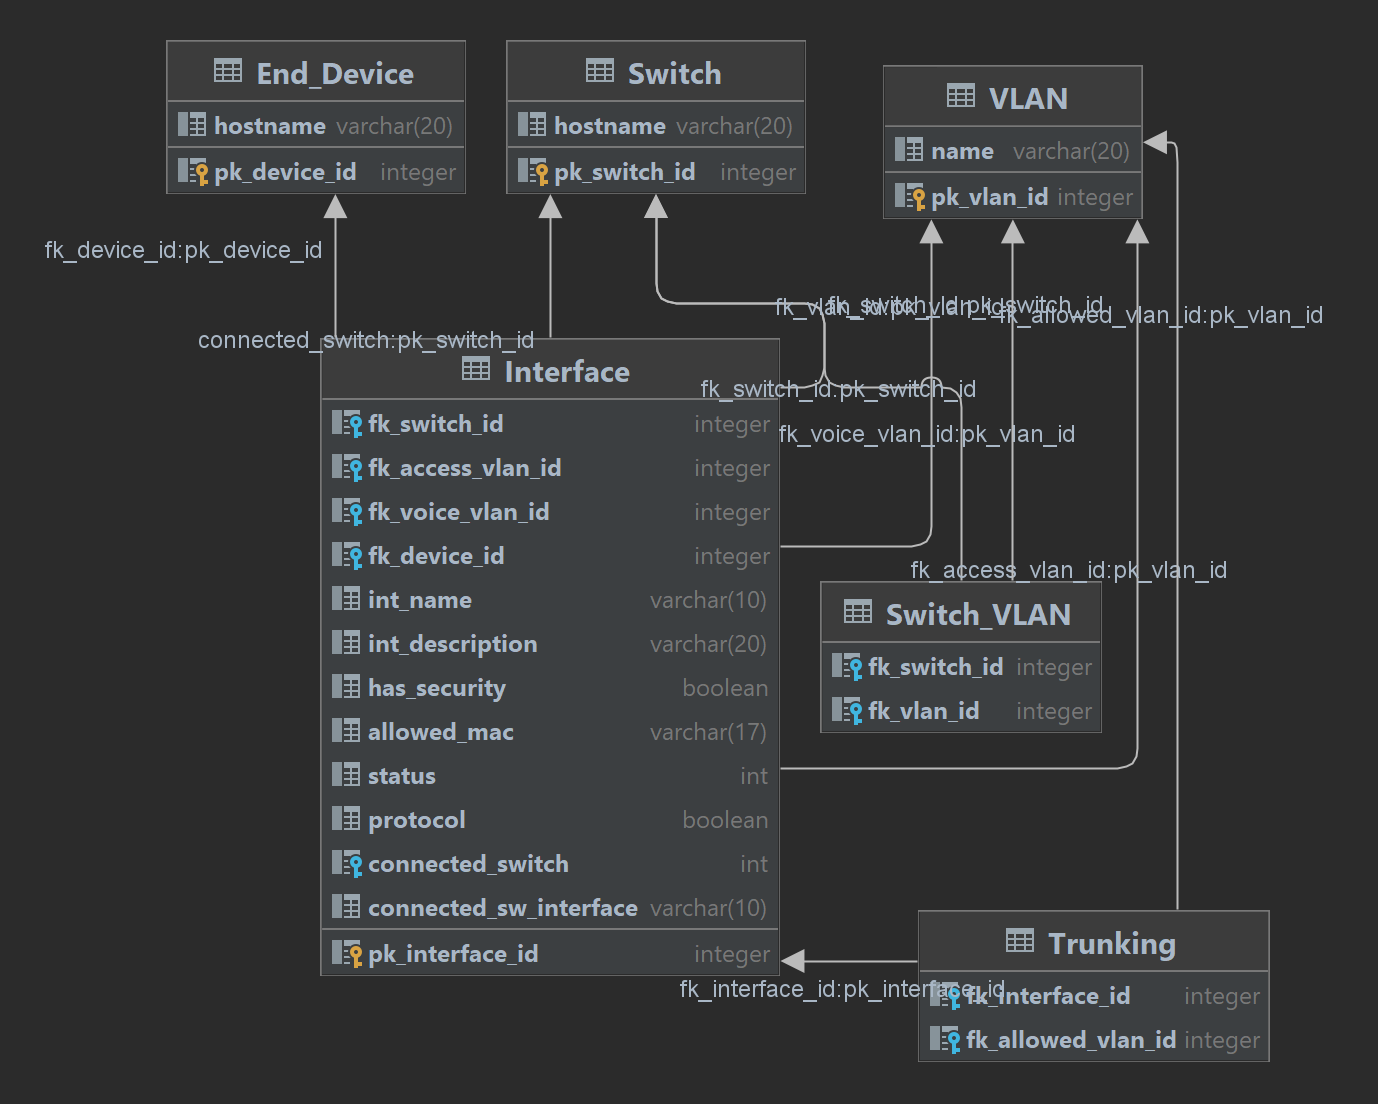 End_Device
hostname varchar(20)
pk_device_id integer
Switch
hostname varchar(20)
pk_switch_id integer
VLAN
name varchar(20)
pk_vlan_id integer
fk_device_id:pk_device_id
connected_switch:pk_switch_id
fk_vlan_id:pk_vlan_id
fk_switch_id:pk_switch_id
fk_allowed_vlan_id:pk_vlan_id
fk_switch_id:pk_switch_id
fk_voice_vlan_id:pk_vlan_id
fk_access_vlan_id:pk_vlan_id
Interface
fk_switch_id integer
fk_access_vlan_id integer
fk_voice_vlan_id integer
fk_device_id integer
int_name varchar(10)
int_description varchar(20)
has_security boolean
allowed_mac varchar(17)
status int
protocol boolean
connected_switch int
connected_sw_interface varchar(10)
pk_interface_id integer
Switch_VLAN
fk_switch_id integer
fk_vlan_id integer
fk_interface_id:pk_interface_id
Trunking
fk_interface_id integer
fk_allowed_vlan_id integer